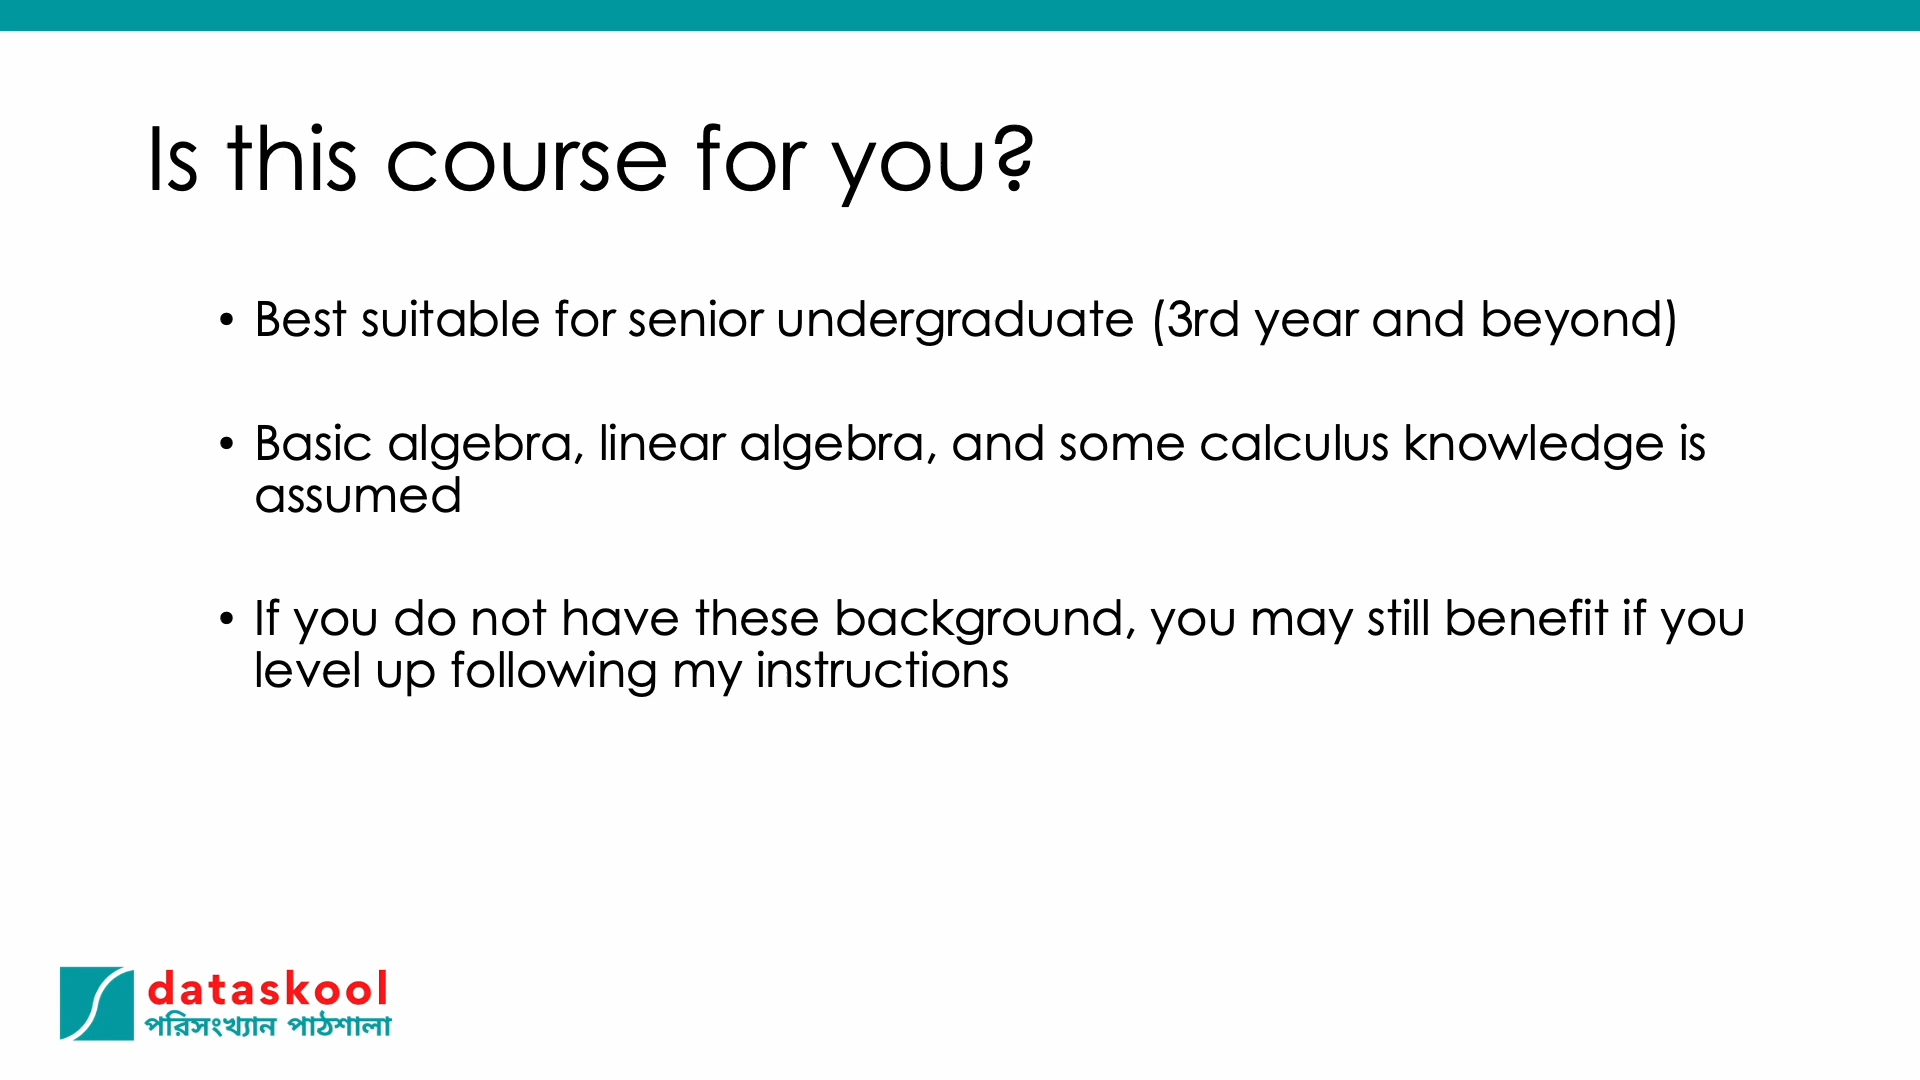 Is this course for you?
• Best suitable for senior undergraduate (3rd year and beyond)
• Basic algebra, linear algebra, and some calculus knowledge is
assumed
• If you do not have these background, you may still benefit if you
level up following my instructions
dataskool
পরিসংখ্যান পাঠশালা